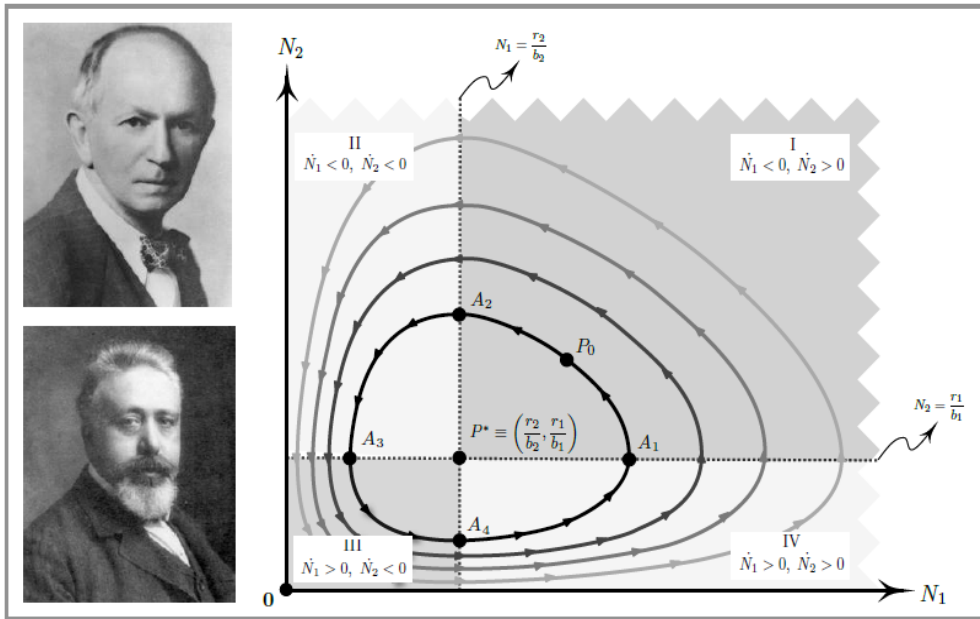 N₂
N₁ = r₂/b₂
II
Ṅ₁ < 0, Ṅ₂ < 0
I
Ṅ₁ < 0, Ṅ₂ > 0
A₂
P₀
N₂ = r₁/b₁
A₃
P* ≡ (r₂/b₂, r₁/b₁)
A₁
A₄
III
Ṅ₁ > 0, Ṅ₂ < 0
IV
Ṅ₁ > 0, Ṅ₂ > 0
0
N₁